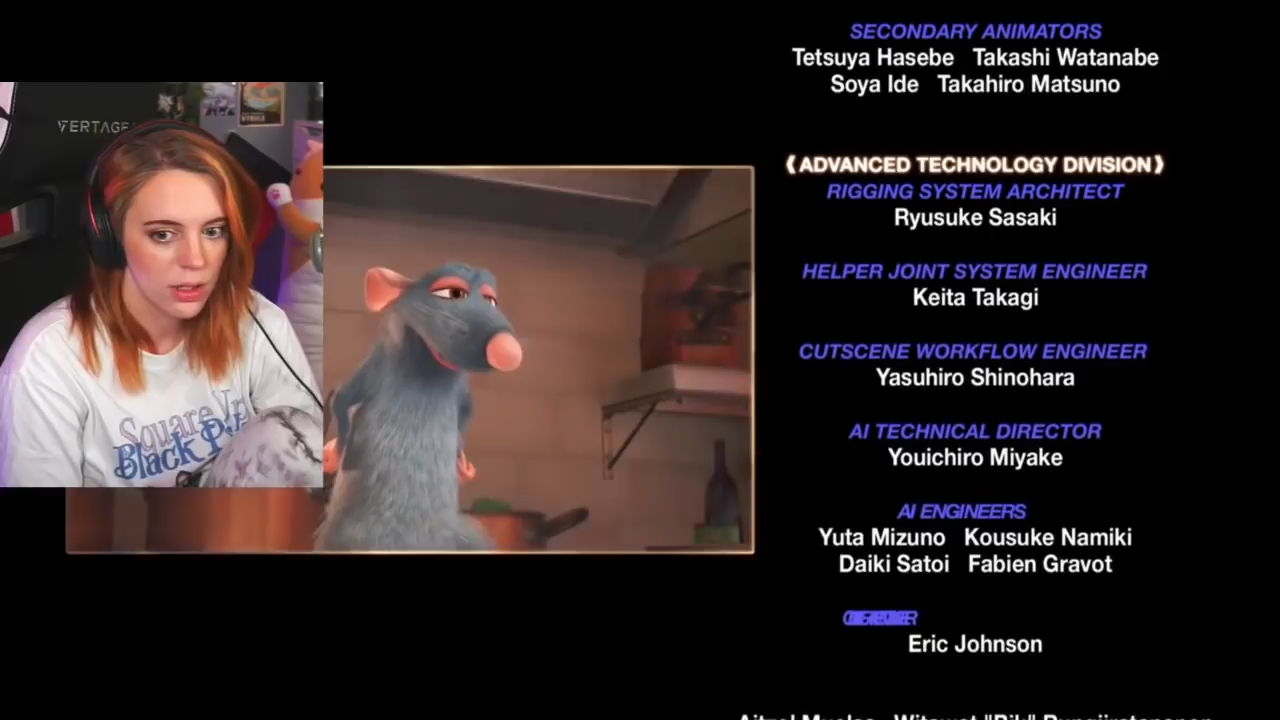 SECONDARY ANIMATORS
Tetsuya Hasebe Takashi Watanabe
Soya Ide Takahiro Matsuno
⟪ADVANCED TECHNOLOGY DIVISION⟫
RIGGING SYSTEM ARCHITECT
Ryusuke Sasaki
HELPER JOINT SYSTEM ENGINEER
Keita Takagi
CUTSCENE WORKFLOW ENGINEER
Yasuhiro Shinohara
AI TECHNICAL DIRECTOR
Youichiro Miyake
AI ENGINEERS
Yuta Mizuno Kousuke Namiki
Daiki Satoi Fabien Gravot
Eric Johnson
VERTAGE
Square Up